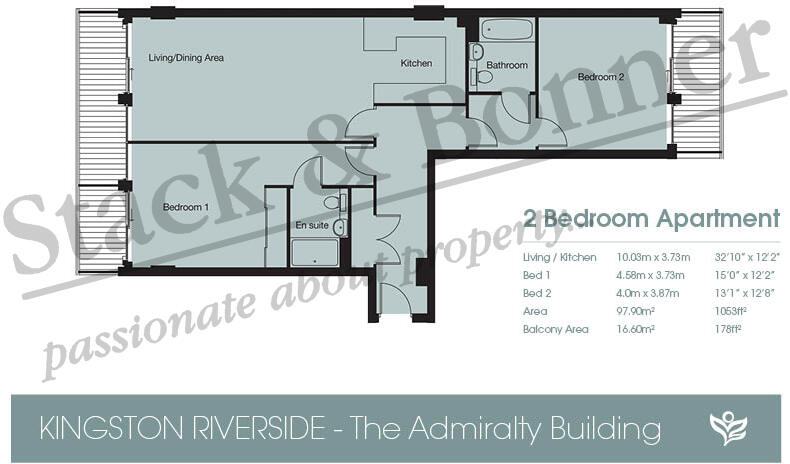 Living/Dining Area
Kitchen
Bathroom
Bedroom 2
Bedroom 1
En suite
Stack & Bonner
passionate about property...
2 Bedroom Apartment
Living / Kitchen 10.03m x 3.73m 32'10" x 12'2"
Bed 1 4.58m x 3.73m 15'0" x 12'2"
Bed 2 4.0m x 3.87m 13'1" x 12'8"
Area 97.90m² 1053ft²
Balcony Area 16.60m² 178ft²
KINGSTON RIVERSIDE - The Admiralty Building